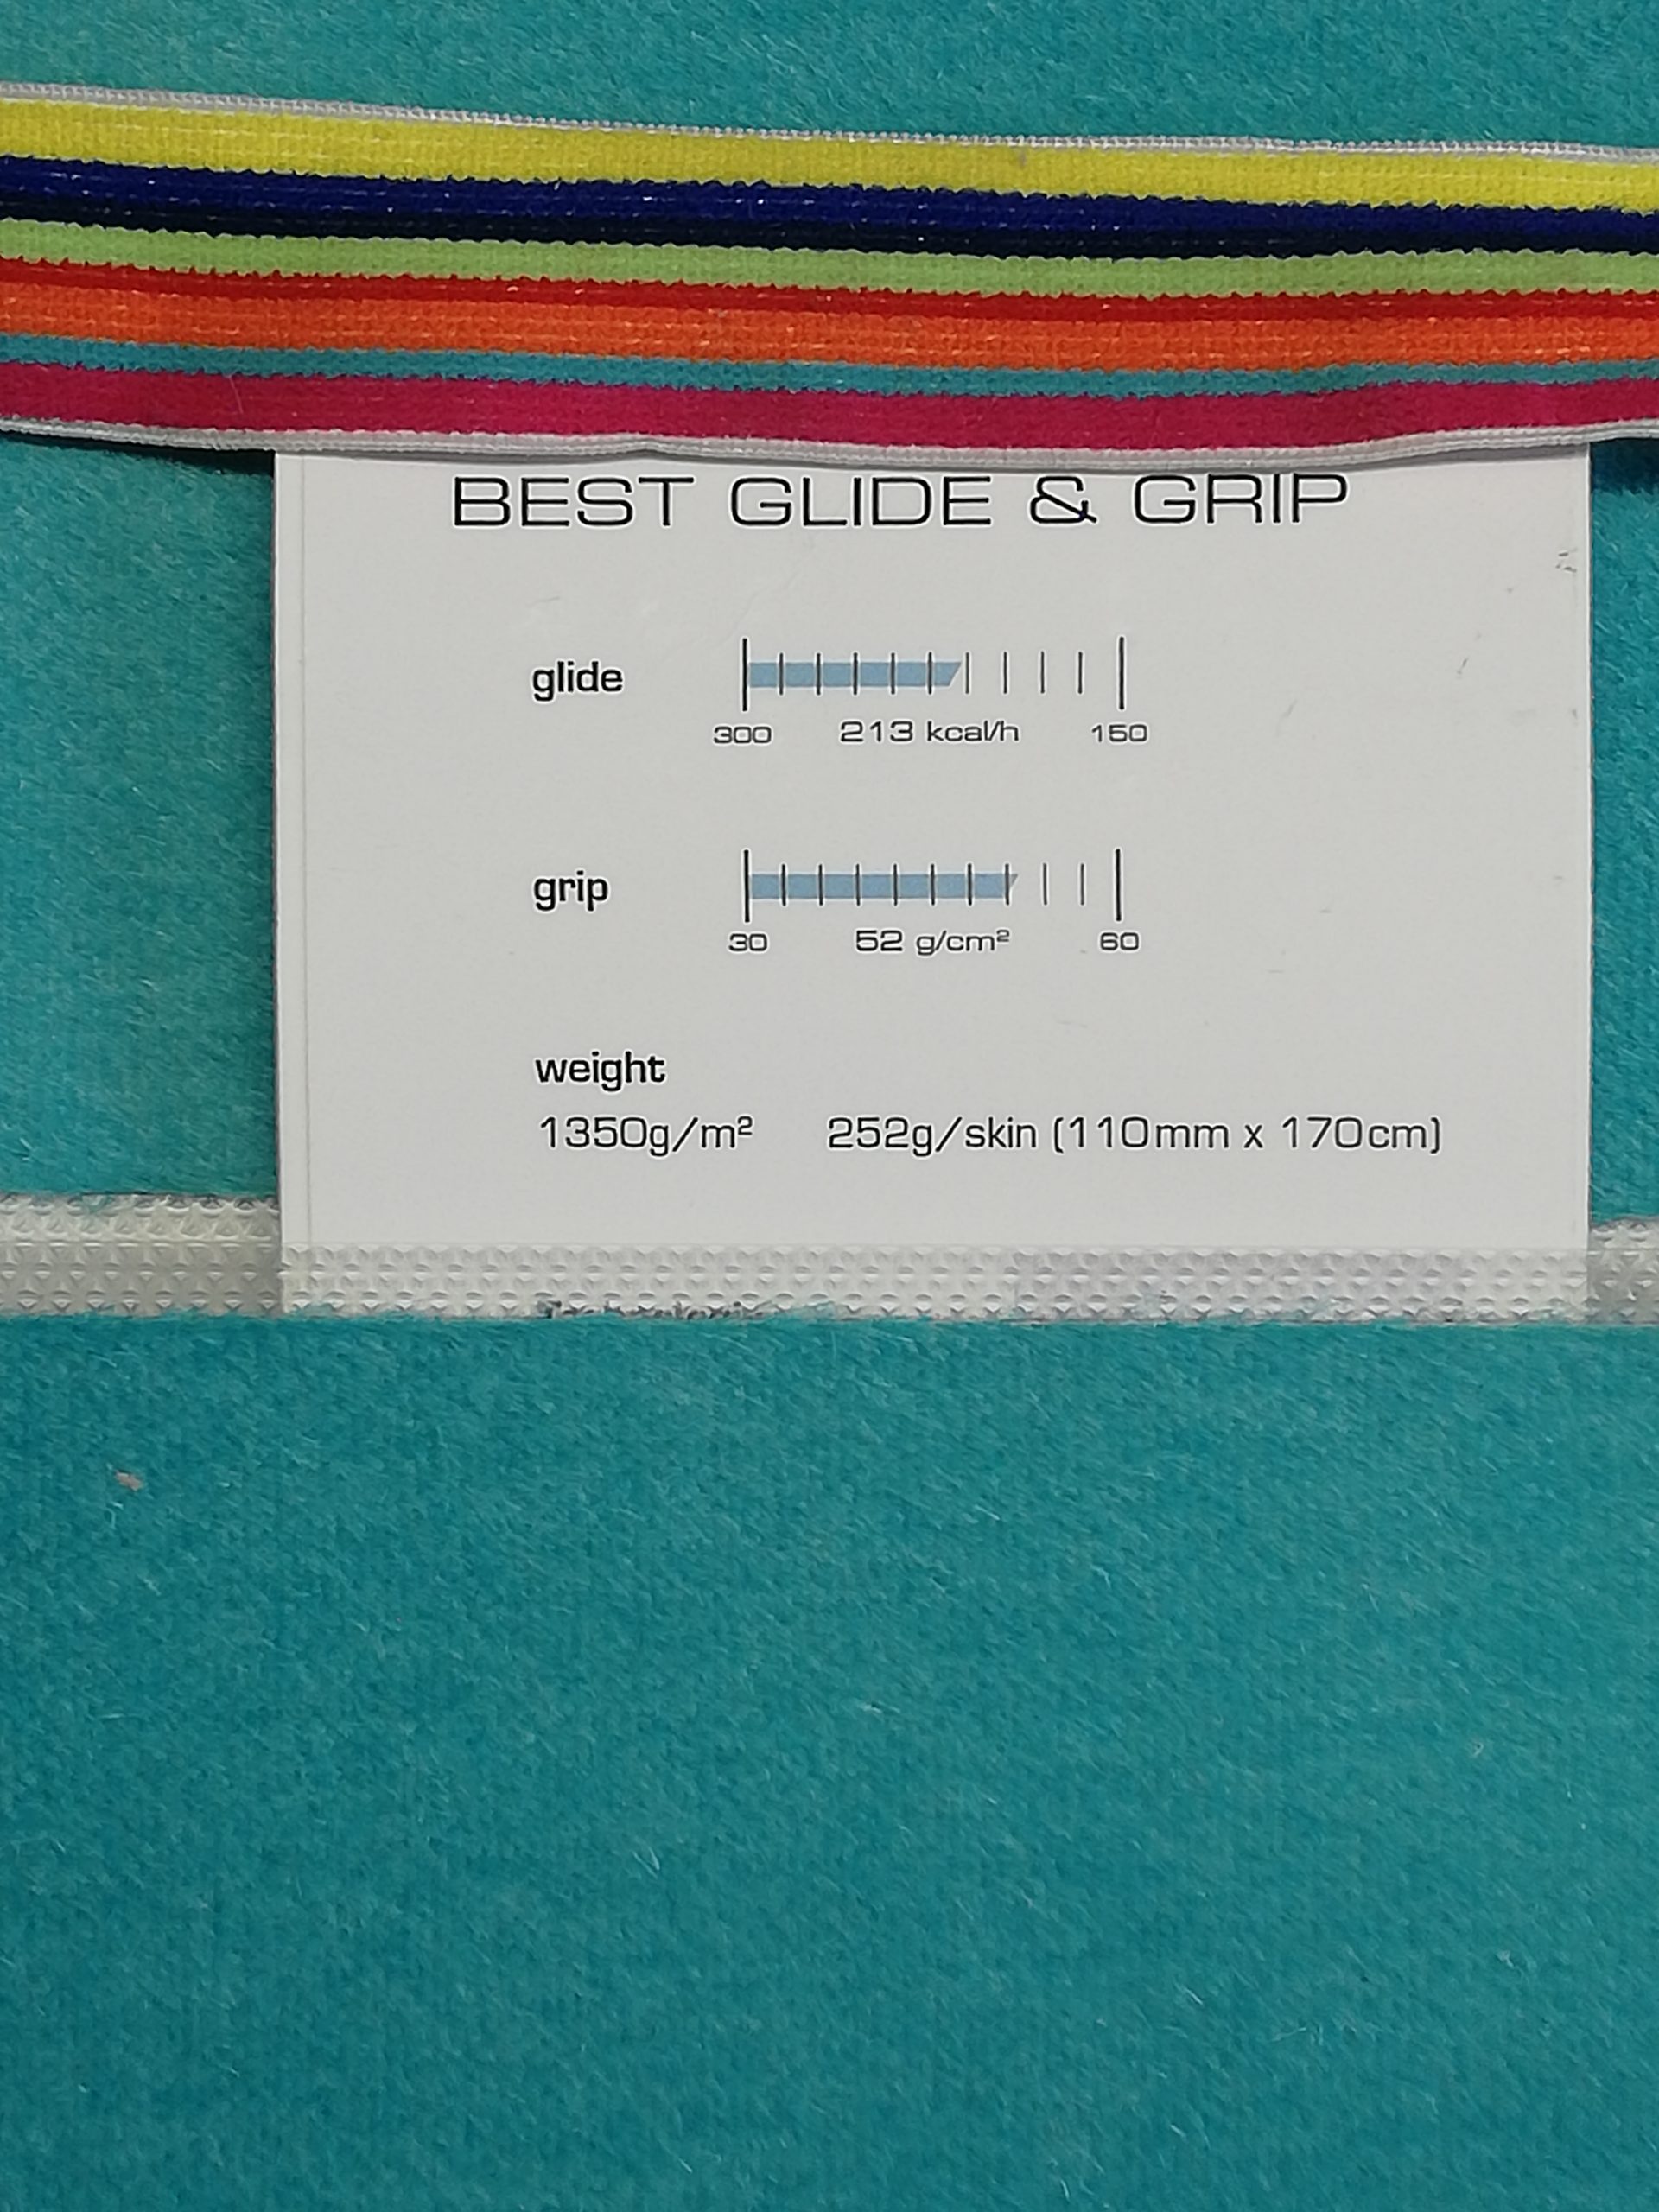 BEST GLIDE & GRIP
glide
300 213 kcal/h 150
grip
30 52 g/cm² 60
weight
1350g/m² 252g/skin (110mm x 170cm)